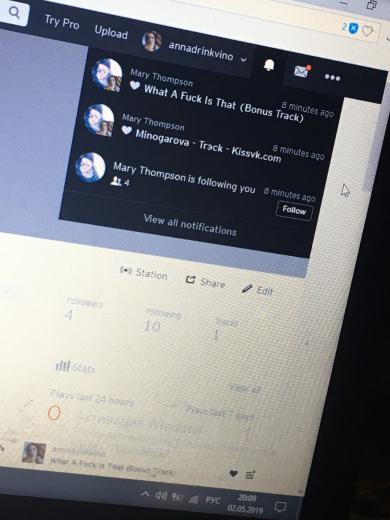 2
Try Pro Upload annadrinkvino
Mary Thompson
What A Fuck Is That (Bonus Track)
8 minutes ago
Mary Thompson
Minogarova - Trэck - Kissvk.com
8 minutes ago
Mary Thompson is following you
8 minutes ago
4
Follow
View all notifications
Station Share Edit
Followers Following Tracks
4 10 1
Stats View all
Plays last 24 hours Plays last 7 days
0
Активация Windows
annadrinkvino
What A Fuck Is That (Bonus Track)
РУС
20:09
02.05.2019